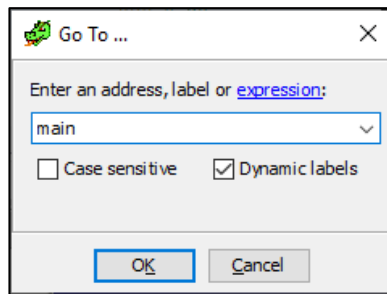 Go To ...
Enter an address, label or expression:
main
Case sensitive
Dynamic labels
OK
Cancel